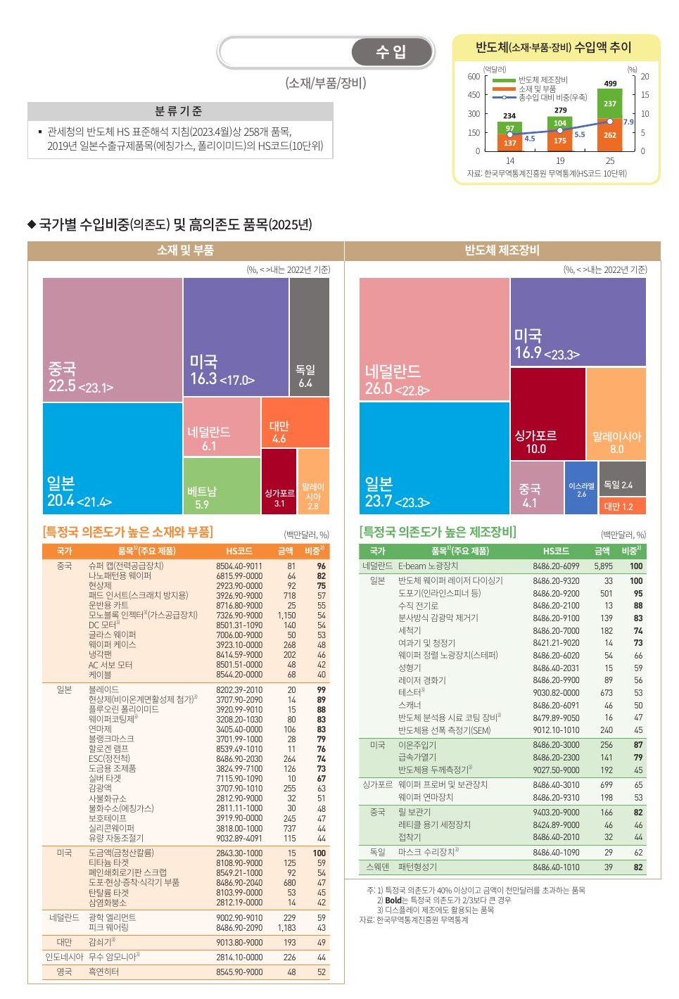 수 입
(소재/부품/장비)
분 류 기 준
▪ 관세청의 반도체 HS 표준해석 지침(2023.4월)상 258개 품목,
2019년 일본수출규제품목(에칭가스, 폴리이미드)의 HS코드(10단위)
반도체(소재·부품·장비) 수입액 추이
(억달러) (%)
반도체 제조장비
소재 및 부품
총수입 대비 비중(우축)
600 450 300 150 0
20 15 10 5 0
234 279 499
97 104 237
137 175 262
4.5 5.5 7.9
14 19 25
자료: 한국무역통계진흥원 무역통계(HS코드 10단위)
◆ 국가별 수입비중(의존도) 및 高의존도 품목(2025년)
소재 및 부품
(%, < >내는 2022년 기준)
중국
22.5 <23.1>
미국
16.3 <17.0>
독일
6.4
일본
20.4 <21.4>
네덜란드
6.1
대만
4.6
베트남
5.9
싱가포르
3.1
말레이
시아
2.8
[특정국 의존도가 높은 소재와 부품] (백만달러, %)
국가 품목1)(주요 제품) HS코드 금액 비중2)
중국 슈퍼 캡(전력공급장치) 8504.40-9011 81 96
나노패턴용 웨이퍼 6815.99-0000 64 82
현상제 2923.90-0000 92 75
패드 인서트(스크래치 방지용) 3926.90-9000 718 57
운반용 카트 8716.80-9000 25 55
모노블록 인젝터3)(가스공급장치) 7326.90-9000 1,150 54
DC 모터3) 8501.31-1090 140 54
글라스 웨이퍼 7006.00-9000 50 53
웨이퍼 케이스 3923.10-0000 268 48
냉각팬 8414.59-9000 202 46
AC 서보 모터 8501.51-0000 48 42
케이블 8544.20-0000 68 40
일본 블레이드 8202.39-2010 20 99
현상제(비이온계면활성제 첨가)3) 3707.90-2090 14 89
플루오린 폴리이미드 3920.99-9010 15 88
웨이퍼코팅제3) 3208.20-1030 80 83
연마제 3405.40-0000 106 83
블랭크마스크 3701.99-1000 28 79
할로겐 램프 8539.49-1010 11 76
ESC(정전척) 8486.90-2030 264 74
도금용 조제품 3824.99-7100 126 73
실버 타겟 7115.90-1090 10 67
감광액 3707.90-1010 255 63
사불화규소 2812.90-9000 32 51
불화수소(에칭가스) 2811.11-1000 30 48
보호테이프 3919.90-0000 245 47
실리콘웨이퍼 3818.00-1000 737 44
유량 자동조절기 9032.89-4091 115 44
미국 도금액(금청산칼륨) 2843.30-1000 15 100
티타늄 타겟 8108.90-9000 125 59
폐인쇄회로기판 스크랩 8549.21-1000 92 54
도포·현상·증착·식각기 부품 8486.90-2040 680 47
탄탈륨 타겟 8103.99-0000 53 45
삼염화붕소 2812.19-0000 14 42
네덜란드 광학 엘리먼트 9002.90-9010 229 59
피크 웨어링 8486.90-2090 1,183 43
대만 감쇠기3) 9013.80-9000 193 49
인도네시아 무수 암모니아3) 2814.10-0000 226 44
영국 흑연히터 8545.90-9000 48 52
반도체 제조장비
(%, < >내는 2022년 기준)
네덜란드
26.0 <22.8>
미국
16.9 <23.3>
일본
23.7 <23.3>
싱가포르
10.0
말레이시아
8.0
중국
4.1
이스라엘
2.6
독일 2.4
대만 1.2
[특정국 의존도가 높은 제조장비] (백만달러, %)
국가 품목1)(주요 제품) HS코드 금액 비중2)
네덜란드 E-beam 노광장치 8486.20-6099 5,895 100
일본 반도체 웨이퍼 레이저 다이싱기 8486.20-9320 33 100
도포기(인라인스피너 등) 8486.20-9200 501 95
수직 전기로 8486.20-2100 13 88
분사방식 감광막 제거기 8486.20-9100 139 83
세척기 8486.20-7000 182 74
여과기 및 청정기 8421.21-9020 14 73
웨이퍼 정렬 노광장치(스테퍼) 8486.20-6020 54 66
성형기 8486.40-2031 15 59
레이저 경화기 8486.20-9900 89 56
테스터3) 9030.82-0000 673 53
스캐너 8486.20-6091 46 50
반도체 분석용 시료 코팅 장비3) 8479.89-9050 16 47
반도체용 선폭 측정기(SEM) 9012.10-1010 240 45
미국 이온주입기 8486.20-3000 256 87
급속가열기 8486.20-2300 141 79
반도체용 두께측정기3) 9027.50-9000 192 45
싱가포르 웨이퍼 프로버 및 보관장치 8486.40-3010 699 65
웨이퍼 연마장치 8486.20-9310 198 53
중국 릴 보관기 9403.20-9000 166 82
레티클 용기 세정장치 8424.89-9000 46 46
접착기 8486.40-2010 32 44
독일 마스크 수리장치3) 8486.40-1090 29 62
스웨덴 패턴형성기 8486.40-1010 39 82
주: 1) 특정국 의존도가 40% 이상이고 금액이 천만달러를 초과하는 품목
2) Bold는 특정국 의존도가 2/3보다 큰 경우
3) 디스플레이 제조에도 활용되는 품목
자료: 한국무역통계진흥원 무역통계